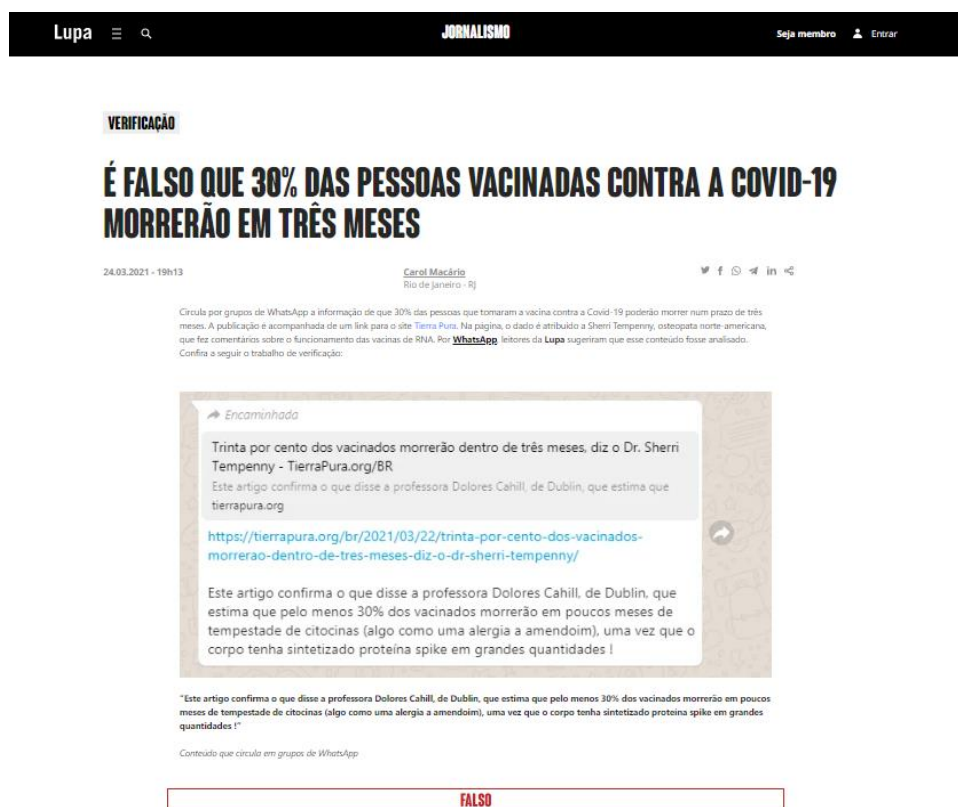 Lupa
JORNALISMO
Seja membro
Entrar
VERIFICAÇÃO
É FALSO QUE 30% DAS PESSOAS VACINADAS CONTRA A COVID-19
MORRERÃO EM TRÊS MESES
24.03.2021 - 19h13
Carol Macário
Rio de Janeiro - RJ
Circula por grupos de WhatsApp a informação de que 30% das pessoas que tomaram a vacina contra a Covid-19 poderão morrer num prazo de três
meses. A publicação é acompanhada de um link para o site Tierra Pura. Na página, o dado é atribuído a Sherri Tempenny, osteopata norte-americana,
que fez comentários sobre o funcionamento das vacinas de RNA. Por WhatsApp, leitores da Lupa sugeriram que esse conteúdo fosse analisado.
Confira a seguir o trabalho de verificação:
Encaminhada
Trinta por cento dos vacinados morrerão dentro de três meses, diz o Dr. Sherri
Tempenny - TierraPura.org/BR
Este artigo confirma o que disse a professora Dolores Cahill, de Dublin, que estima que
tierrapura.org
https://tierrapura.org/br/2021/03/22/trinta-por-cento-dos-vacinados-
morrerao-dentro-de-tres-meses-diz-o-dr-sherri-tempenny/
Este artigo confirma o que disse a professora Dolores Cahill, de Dublin, que
estima que pelo menos 30% dos vacinados morrerão em poucos meses de
tempestade de citocinas (algo como uma alergia a amendoim), uma vez que o
corpo tenha sintetizado proteína spike em grandes quantidades !
"Este artigo confirma o que disse a professora Dolores Cahill, de Dublin, que estima que pelo menos 30% dos vacinados morrerão em poucos
meses de tempestade de citocinas (algo como uma alergia a amendoim), uma vez que o corpo tenha sintetizado proteína spike em grandes
quantidades !"
Conteúdo que circula em grupos de WhatsApp
FALSO